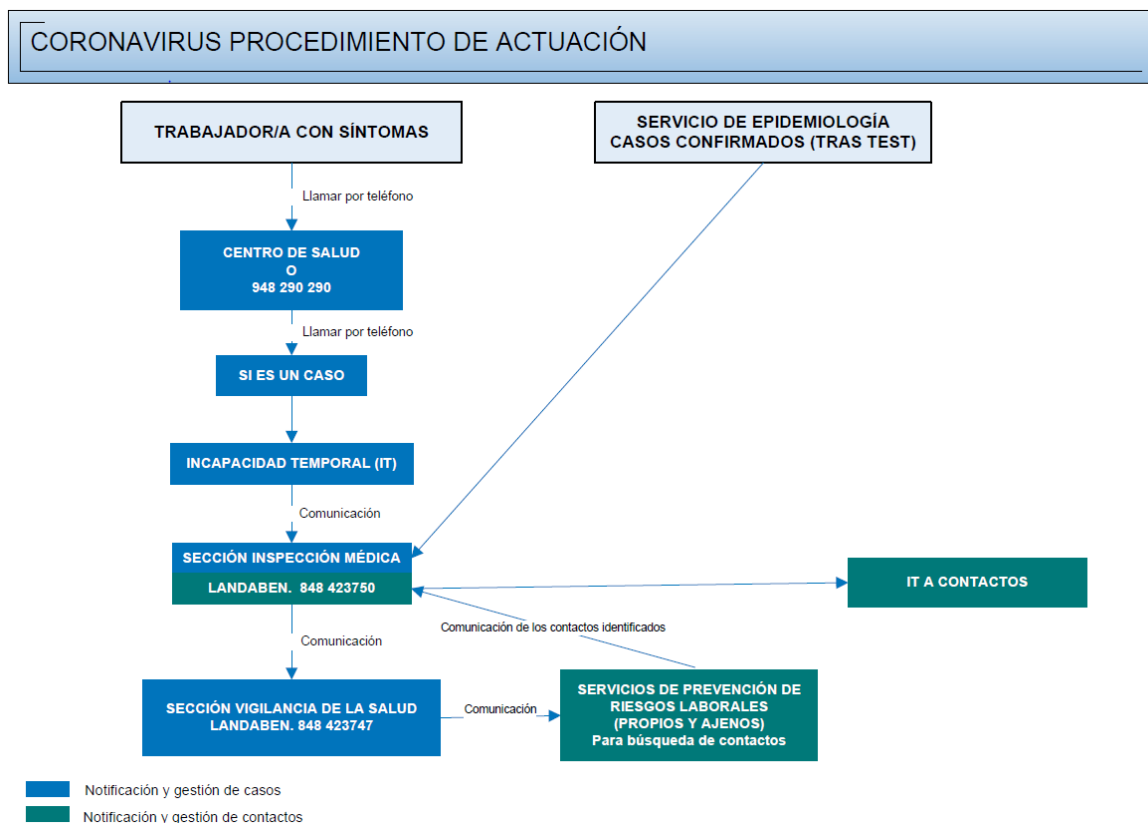 CORONAVIRUS PROCEDIMIENTO DE ACTUACIÓN
TRABAJADOR/A CON SÍNTOMAS
SERVICIO DE EPIDEMIOLOGÍA
CASOS CONFIRMADOS (TRAS TEST)
Llamar por teléfono
CENTRO DE SALUD
O
948 290 290
Llamar por teléfono
SI ES UN CASO
INCAPACIDAD TEMPORAL (IT)
Comunicación
SECCIÓN INSPECCIÓN MÉDICA
LANDABEN. 848 423750
IT A CONTACTOS
Comunicación de los contactos identificados
Comunicación
SECCIÓN VIGILANCIA DE LA SALUD
LANDABEN. 848 423747
Comunicación
SERVICIOS DE PREVENCIÓN DE
RIESGOS LABORALES
(PROPIOS Y AJENOS)
Para búsqueda de contactos
Notificación y gestión de casos
Notificación y gestión de contactos